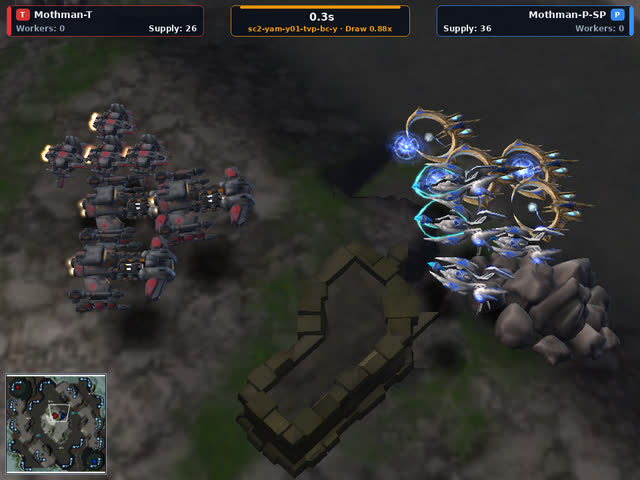 T Mothman-T
Workers: 0 Supply: 26
0.3s
sc2-yam-y01-tvp-bc-y · Draw 0.88x
Mothman-P-SP P
Supply: 36 Workers: 0